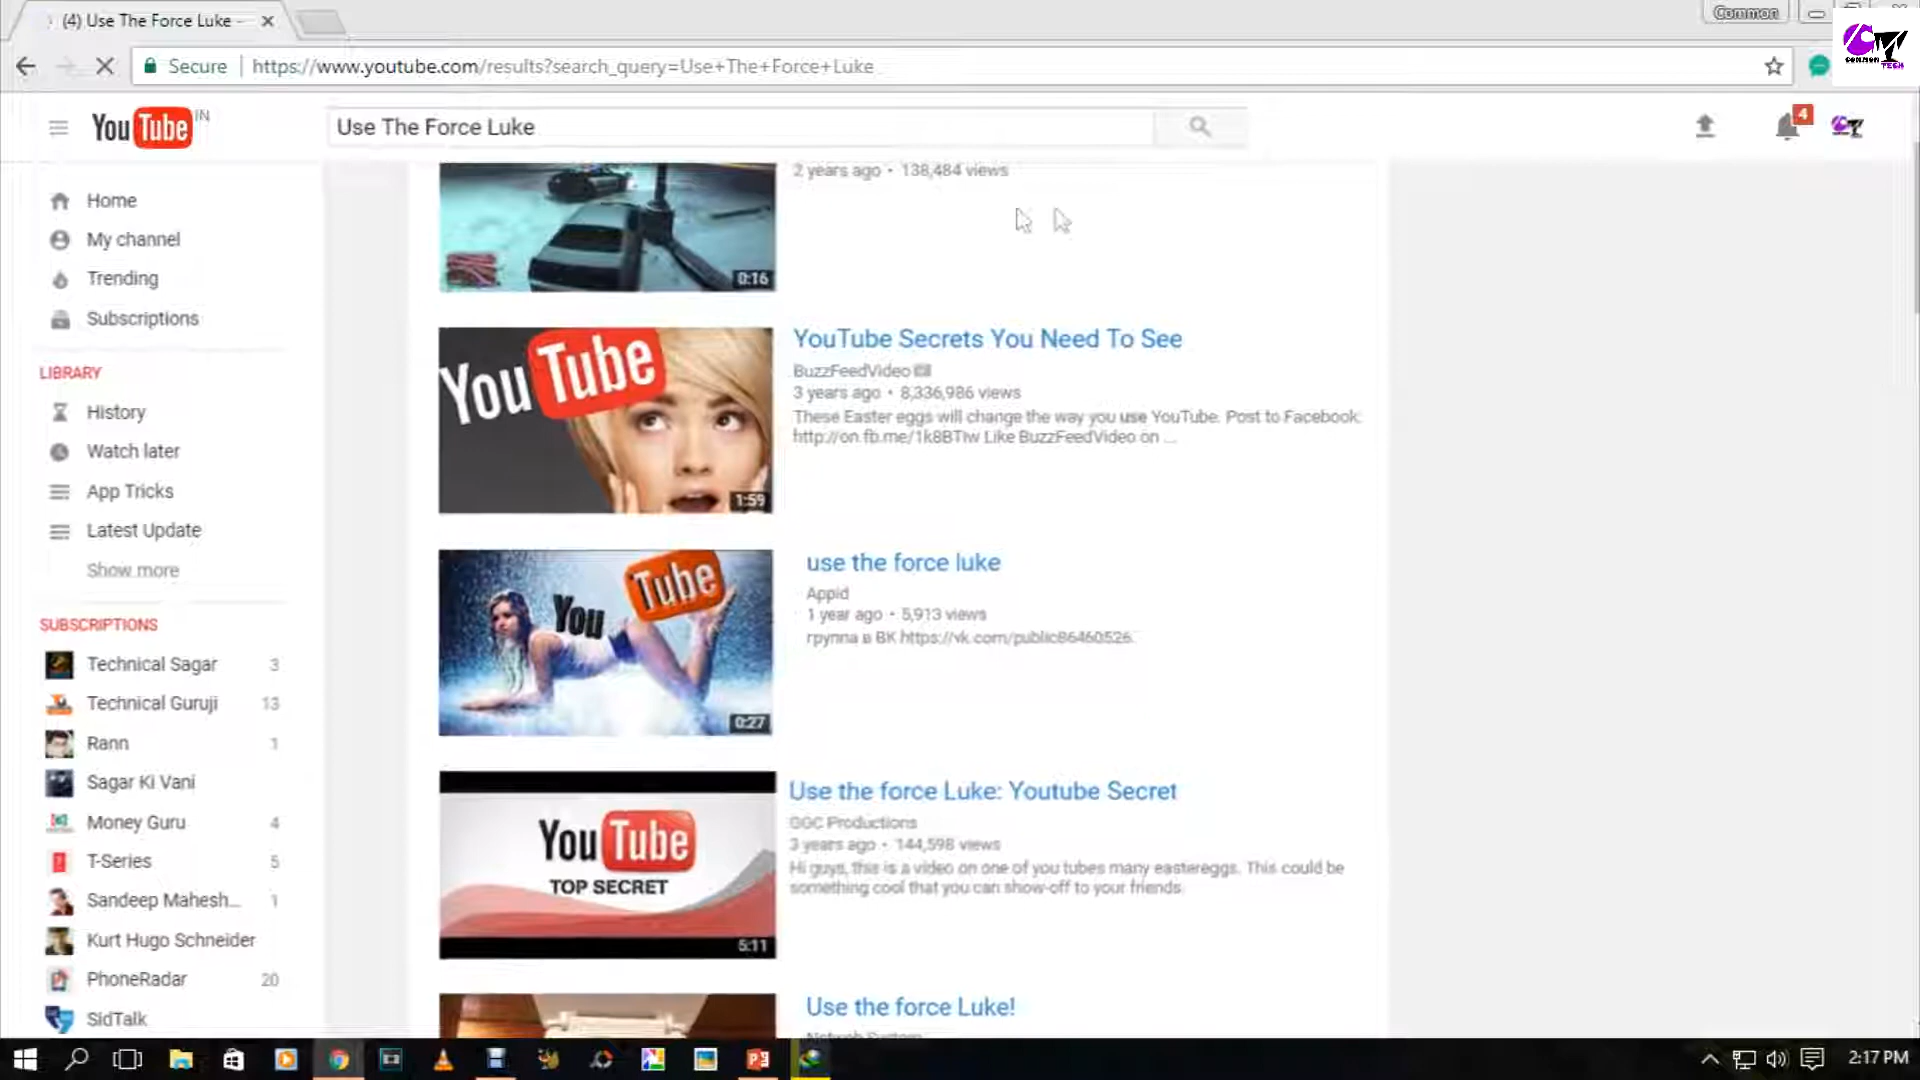 (4) Use The Force Luke -
Common
COMMON TECH
Secure
https://www.youtube.com/results?search_query=Use+The+Force+Luke
YouTube IN
Use The Force Luke
4
Home
My channel
Trending
Subscriptions
LIBRARY
History
Watch later
App Tricks
Latest Update
Show more
SUBSCRIPTIONS
Technical Sagar 3
Technical Guruji 13
Rann 1
Sagar Ki Vani
Money Guru 4
T-Series 5
Sandeep Mahesh... 1
Kurt Hugo Schneider
PhoneRadar 20
SidTalk
2 years ago • 138,484 views
0:16
YouTube
1:59
YouTube Secrets You Need To See
BuzzFeedVideo
3 years ago • 8,336,986 views
These Easter eggs will change the way you use YouTube. Post to Facebook:
http://on.fb.me/1k8BTIw Like BuzzFeedVideo on ...
You Tube
0:27
use the force luke
Appid
1 year ago • 5,913 views
группа в ВК https://vk.com/public86460526.
YouTube
TOP SECRET
5:11
Use the force Luke: Youtube Secret
GGC Productions
3 years ago • 144,598 views
Hi guys, this is a video on one of you tubes many eastereggs. This could be
something cool that you can show-off to your friends.
Use the force Luke!
2:17 PM